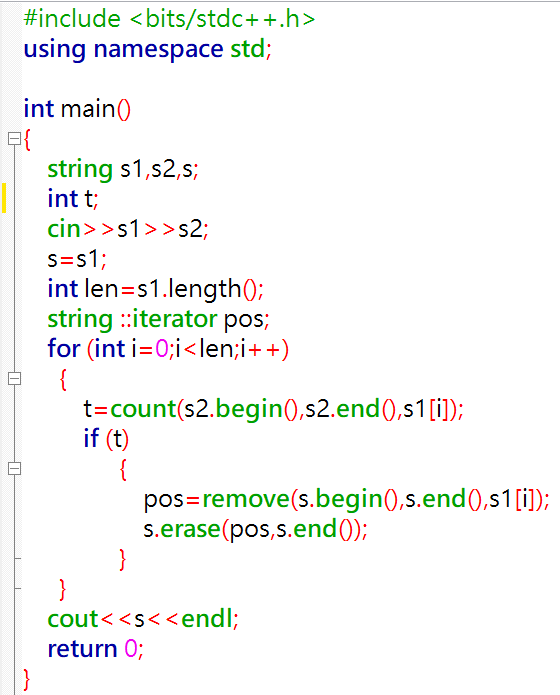 #include <bits/stdc++.h>
using namespace std;
int main()
{
string s1,s2,s;
int t;
cin>>s1>>s2;
s=s1;
int len=s1.length();
string ::iterator pos;
for (int i=0;i<len;i++)
{
t=count(s2.begin(),s2.end(),s1[i]);
if (t)
{
pos=remove(s.begin(),s.end(),s1[i]);
s.erase(pos,s.end());
}
}
cout<<s<<endl;
return 0;
}